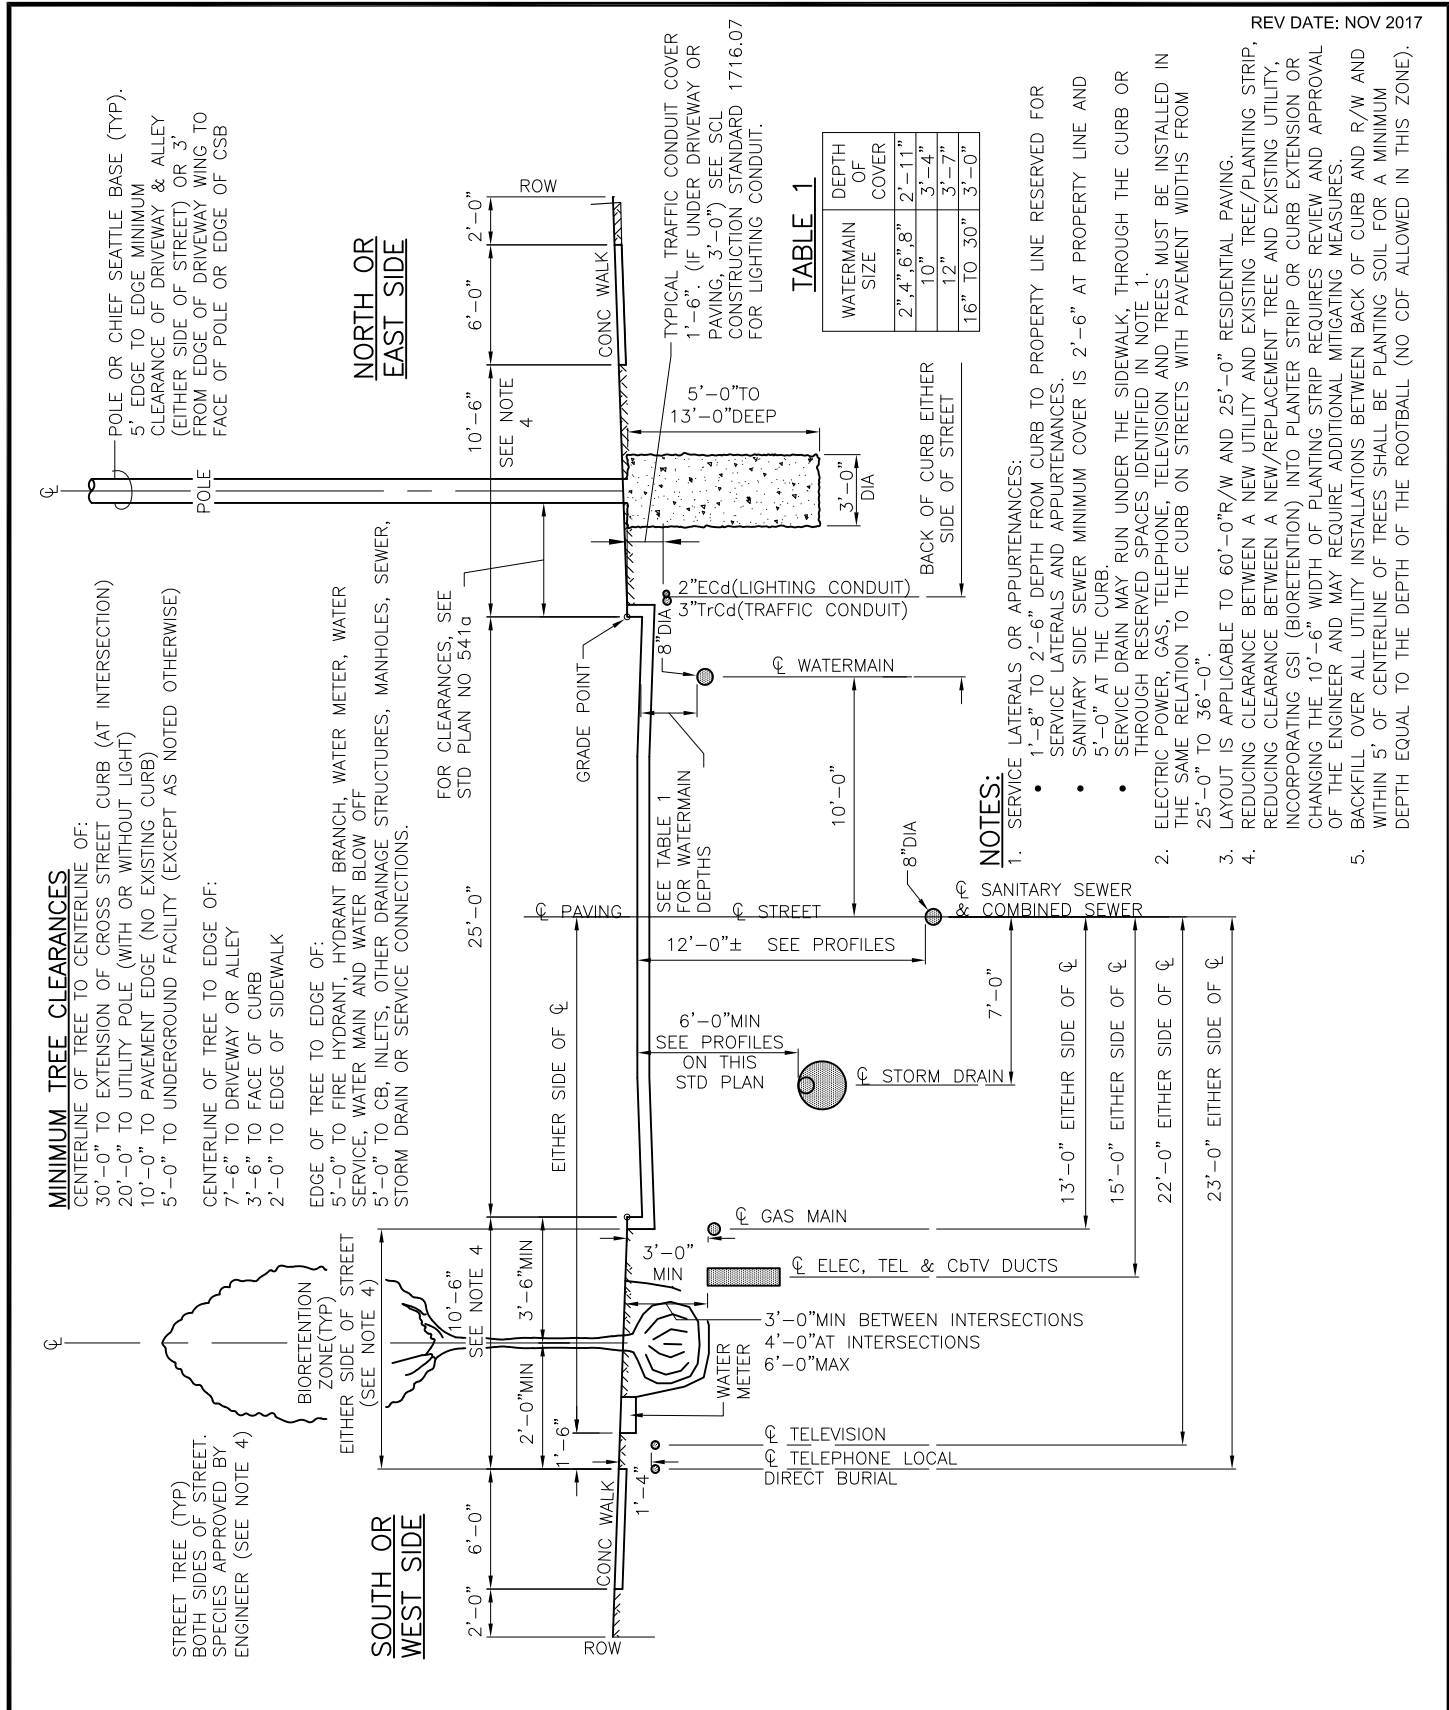 REV DATE: NOV 2017
MINIMUM TREE CLEARANCES
CENTERLINE OF TREE TO CENTERLINE OF:
30'-0" TO EXTENSION OF CROSS STREET CURB (AT INTERSECTION)
20'-0" TO UTILITY POLE (WITH OR WITHOUT LIGHT)
10'-0" TO PAVEMENT EDGE (NO EXISTING CURB)
5'-0" TO UNDERGROUND FACILITY (EXCEPT AS NOTED OTHERWISE)
CENTERLINE OF TREE TO EDGE OF:
7'-6" TO DRIVEWAY OR ALLEY
3'-6" TO FACE OF CURB
2'-0" TO EDGE OF SIDEWALK
EDGE OF TREE TO EDGE OF:
5'-0" TO FIRE HYDRANT, HYDRANT BRANCH, WATER METER, WATER
SERVICE, WATER MAIN AND WATER BLOW OFF
5'-0" TO CB, INLETS, OTHER DRAINAGE STRUCTURES, MANHOLES, SEWER,
STORM DRAIN OR SERVICE CONNECTIONS.
STREET TREE (TYP)
BOTH SIDES OF STREET.
SPECIES APPROVED BY
ENGINEER (SEE NOTE 4)
℄
BIORETENTION
ZONE(TYP)
EITHER SIDE OF STREET
(SEE NOTE 4)
℄
POLE
POLE OR CHIEF SEATTLE BASE (TYP).
5' EDGE TO EDGE MINIMUM
CLEARANCE OF DRIVEWAY & ALLEY
(EITHER SIDE OF STREET) OR 3'
FROM EDGE OF DRIVEWAY WING TO
FACE OF POLE OR EDGE OF CSB
SOUTH OR
WEST SIDE
NORTH OR
EAST SIDE
FOR CLEARANCES, SEE
STD PLAN NO 541a
2'-0"
6'-0"
10'-6"
SEE NOTE 4
25'-0"
10'-6"
SEE NOTE
4
6'-0"
2'-0"
2'-0"MIN
3'-6"MIN
1'-6"
EITHER SIDE OF ℄
ROW
CONC WALK
1'-4"
℄ PAVING
℄ STREET
GRADE POINT
CONC WALK
ROW
3'-0"
MIN
WATER
METER
3'-0"MIN BETWEEN INTERSECTIONS
4'-0"AT INTERSECTIONS
6'-0"MAX
℄ TELEVISION
℄ TELEPHONE LOCAL
DIRECT BURIAL
℄ ELEC, TEL & CbTV DUCTS
℄ GAS MAIN
6'-0"MIN
SEE PROFILES
ON THIS
STD PLAN
℄ STORM DRAIN
12'-0"± SEE PROFILES
SEE TABLE 1
FOR WATERMAIN
DEPTHS
8"DIA
℄ WATERMAIN
8"DIA
℄ SANITARY SEWER
& COMBINED SEWER
10'-0"
7'-0"
13'-0" EITEHR SIDE OF ℄
15'-0" EITHER SIDE OF ℄
22'-0" EITHER SIDE OF ℄
23'-0" EITHER SIDE OF ℄
2"ECd(LIGHTING CONDUIT)
3"TrCd(TRAFFIC CONDUIT)
3'-0"
DIA
5'-0"TO
13'-0"DEEP
BACK OF CURB EITHER
SIDE OF STREET
TYPICAL TRAFFIC CONDUIT COVER
1'-6". (IF UNDER DRIVEWAY OR
PAVING, 3'-0") SEE SCL
CONSTRUCTION STANDARD 1716.07
FOR LIGHTING CONDUIT.
TABLE 1
WATERMAIN SIZE DEPTH OF COVER
2",4",6",8" 2'-11"
10" 3'-4"
12" 3'-7"
16" TO 30" 3'-0"
NOTES:
1. SERVICE LATERALS OR APPURTENANCES:
• 1'-8" TO 2'-6" DEPTH FROM CURB TO PROPERTY LINE RESERVED FOR
SERVICE LATERALS AND APPURTENANCES.
• SANITARY SIDE SEWER MINIMUM COVER IS 2'-6" AT PROPERTY LINE AND
5'-0" AT THE CURB.
• SERVICE DRAIN MAY RUN UNDER THE SIDEWALK, THROUGH THE CURB OR
THROUGH RESERVED SPACES IDENTIFIED IN NOTE 1.
2. ELECTRIC POWER, GAS, TELEPHONE, TELEVISION AND TREES MUST BE INSTALLED IN
THE SAME RELATION TO THE CURB ON STREETS WITH PAVEMENT WIDTHS FROM
25'-0" TO 36'-0".
3. LAYOUT IS APPLICABLE TO 60'-0"R/W AND 25'-0" RESIDENTIAL PAVING.
4. REDUCING CLEARANCE BETWEEN A NEW UTILITY AND EXISTING TREE/PLANTING STRIP,
REDUCING CLEARANCE BETWEEN A NEW/REPLACEMENT TREE AND EXISTING UTILITY,
INCORPORATING GSI (BIORETENTION) INTO PLANTER STRIP OR CURB EXTENSION OR
CHANGING THE 10'-6" WIDTH OF PLANTING STRIP REQUIRES REVIEW AND APPROVAL
OF THE ENGINEER AND MAY REQUIRE ADDITIONAL MITIGATING MEASURES.
5. BACKFILL OVER ALL UTILITY INSTALLATIONS BETWEEN BACK OF CURB AND R/W AND
WITHIN 5' OF CENTERLINE OF TREES SHALL BE PLANTING SOIL FOR A MINIMUM
DEPTH EQUAL TO THE DEPTH OF THE ROOTBALL (NO CDF ALLOWED IN THIS ZONE).